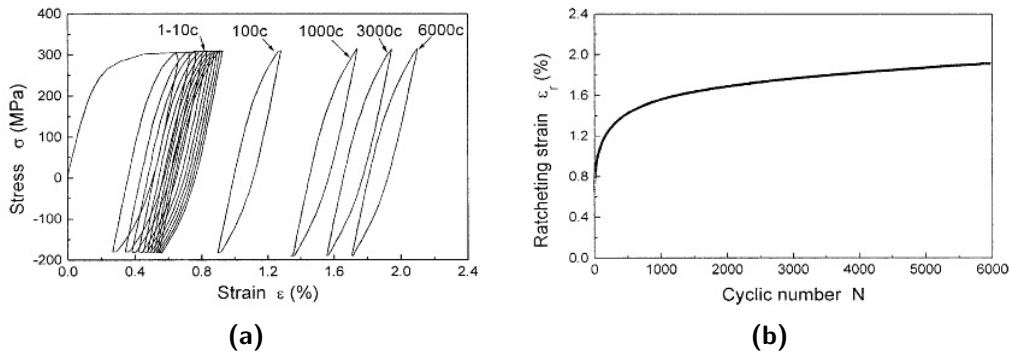 1-10c 100c 1000c 3000c 6000c
400
300
200
100
0
-100
-200
Stress σ (MPa)
0.0 0.4 0.8 1.2 1.6 2.0 2.4
Strain ε (%)
(a)
2.4
2.0
1.6
1.2
0.8
0.4
0.0
Ratcheting strain εr (%)
0 1000 2000 3000 4000 5000 6000
Cyclic number N
(b)